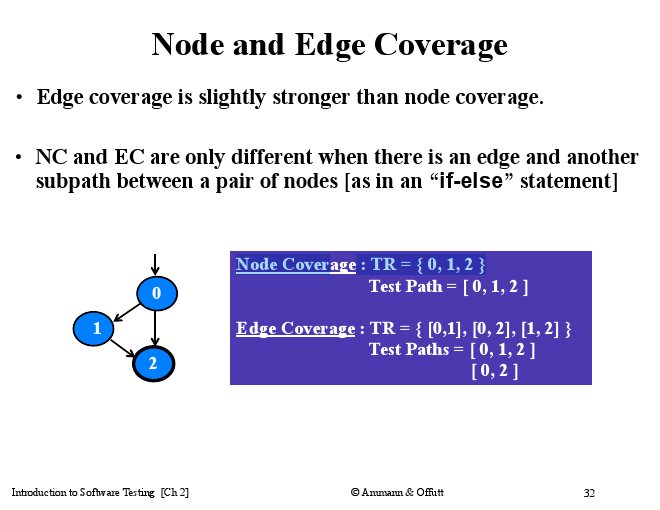 Node and Edge Coverage
• Edge coverage is slightly stronger than node coverage.
• NC and EC are only different when there is an edge and another
subpath between a pair of nodes [as in an “if-else” statement]
0
1
2
Node Coverage : TR = { 0, 1, 2 }
Test Path = [ 0, 1, 2 ]
Edge Coverage : TR = { [0,1], [0, 2], [1, 2] }
Test Paths = [ 0, 1, 2 ]
[ 0, 2 ]
Introduction to Software Testing [Ch 2]
© Ammann & Offutt
32